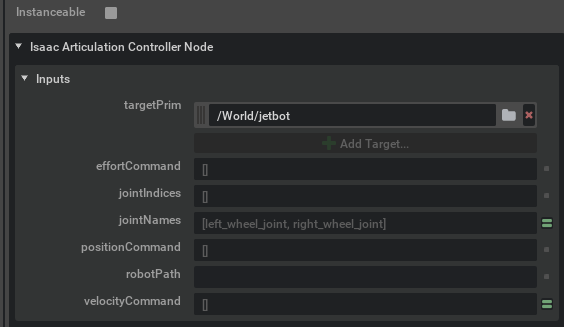 Instanceable
Isaac Articulation Controller Node
Inputs
targetPrim /World/jetbot
Add Target...
effortCommand []
jointIndices []
jointNames [left_wheel_joint, right_wheel_joint]
positionCommand []
robotPath
velocityCommand []